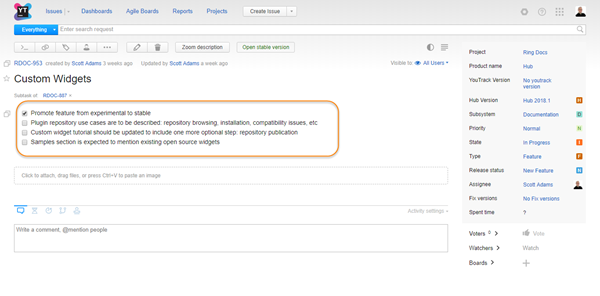 YT
Issues Dashboards Agile Boards Reports Projects Create Issue
Everything Enter search request
Zoom description Open stable version
RDOC-953 Created by Scott Adams 3 weeks ago Updated by Scott Adams a week ago Visible to: All Users
Custom Widgets
Subtask of RDOC-887
Promote feature from experimental to stable
Plugin repository use cases are to be described: repository browsing, installation, compatibility issues, etc
Custom widget tutorial should be updated to include one more optional step: repository publication
Samples section is expected to mention existing open source widgets
Click to attach, drag files, or press Ctrl+V to paste an image
Activity settings
Write a comment, @mention people
Project Ring Docs
Product name Hub
YouTrack Version No youtrack version
Hub Version Hub 2018.1 H
Subsystem Documentation D
Priority Normal N
State In Progress I
Type Feature F
Release status New Feature N
Assignee Scott Adams
Fix versions No Fix versions
Spent time ?
Voters 0 Vote
Watchers Watch
Boards